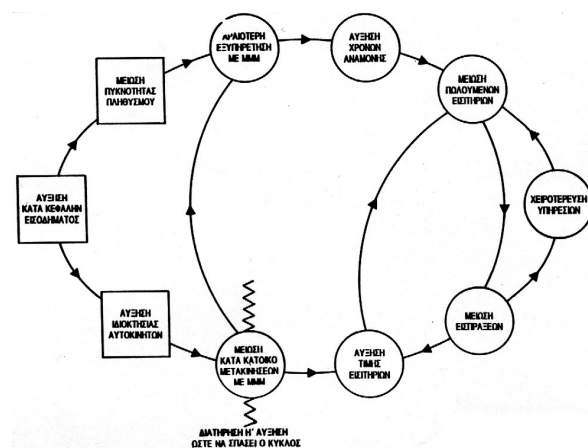 ΑΡΑΙΟΤΕΡΗ
ΕΞΥΠΗΡΕΤΗΣΗ
ΜΕ ΜΜΜ
ΑΥΞΗΣΗ
ΧΡΟΝΩΝ
ΑΝΑΜΟΝΗΣ
ΜΕΙΩΣΗ
ΠΥΚΝΟΤΗΤΑΣ
ΠΛΗΘΥΣΜΟΥ
ΜΕΙΩΣΗ
ΠΩΛΟΥΜΕΝΩΝ
ΕΙΣΙΤΗΡΙΩΝ
ΑΥΞΗΣΗ
ΚΑΤΑ ΚΕΦΑΛΗΝ
ΕΙΣΟΔΗΜΑΤΟΣ
ΧΕΙΡΟΤΕΡΕΥΣΗ
ΥΠΗΡΕΣΙΩΝ
ΑΥΞΗΣΗ
ΙΔΙΟΚΤΗΣΙΑΣ
ΑΥΤΟΚΙΝΗΤΩΝ
ΜΕΙΩΣΗ
ΕΙΣΠΡΑΞΕΩΝ
ΜΕΙΩΣΗ
ΚΑΤΑ ΚΑΤΟΙΚΟ
ΜΕΤΑΚΙΝΗΣΕΩΝ
ΜΕ ΜΜΜ
ΑΥΞΗΣΗ
ΤΙΜΗΣ
ΕΙΣΙΤΗΡΙΩΝ
ΔΙΑΤΗΡΗΣΗ Η' ΑΥΞΗΣΗ
ΩΣΤΕ ΝΑ ΣΠΑΣΕΙ Ο ΚΥΚΛΟΣ